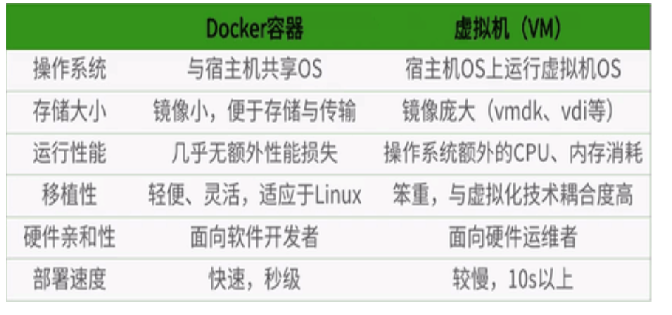 Docker容器 虚拟机（VM）
操作系统 与宿主机共享OS 宿主机OS上运行虚拟机OS
存储大小 镜像小，便于存储与传输 镜像庞大（vmdk、vdi等）
运行性能 几乎无额外性能损失 操作系统额外的CPU、内存消耗
移植性 轻便、灵活，适应于Linux 笨重，与虚拟化技术耦合度高
硬件亲和性 面向软件开发者 面向硬件运维者
部署速度 快速，秒级 较慢，10s以上